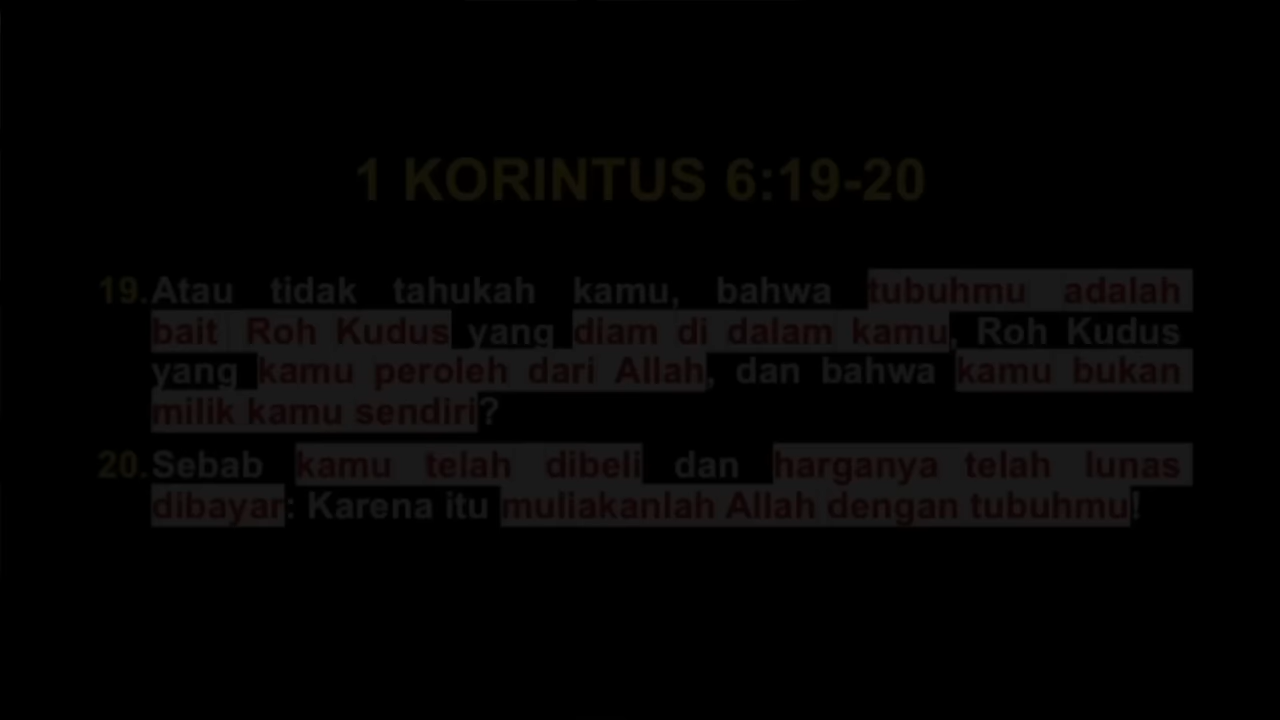 1 KORINTUS 6:19-20
19. Atau tidak tahukah kamu, bahwa tubuhmu adalah
bait Roh Kudus yang diam di dalam kamu, Roh Kudus
yang kamu peroleh dari Allah, dan bahwa kamu bukan
milik kamu sendiri?
20. Sebab kamu telah dibeli dan harganya telah lunas
dibayar: Karena itu muliakanlah Allah dengan tubuhmu!